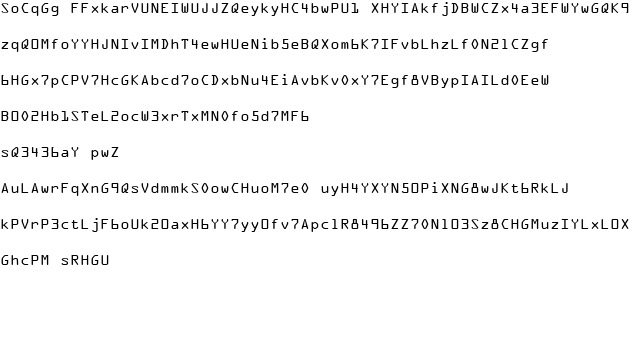 SoCqGg FFxkarVUNEIWUJJZQeykyHC4bwPU1 XHYIAkfjDBWCZx4a3EFWYwGQK9
zqQOMfoYYHJNIvIMDhT4ewHUeNib5eBQXom6K7IFvbLhzLf0N21CZgf
6HGx7pCPV7HcGKAbcd7oCDxbNu4EiAvbKv0xY7Egf8VBypIAILd0EeW
BO02Hb1STeL2ocW3xrTxMN0fo5d7MF6
sQ3436aY pwZ
AuLAwrFqXnG9QsVdmmkS0owCHuoM7e0 uyH4YXYN5OPiXNG8wJKt6RkLJ
kPVrP3ctLjF6oUk2OaxH6YY7yyOfv7Apc1R8496ZZ70N1O3Sz8CHGMuzIYLxLOX
GhcPM sRHGU